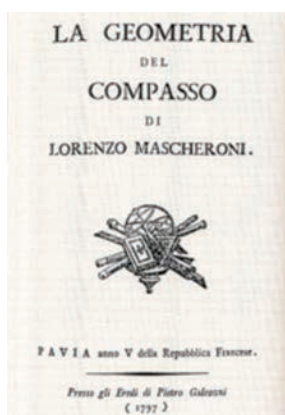 LA GEOMETRIA
DEL
COMPASSO
DI
LORENZO MASCHERONI.
PAVIA anno V della Repubblica Francese.
Presso gli Eredi di Pietro Galeazzi
( 1797 )